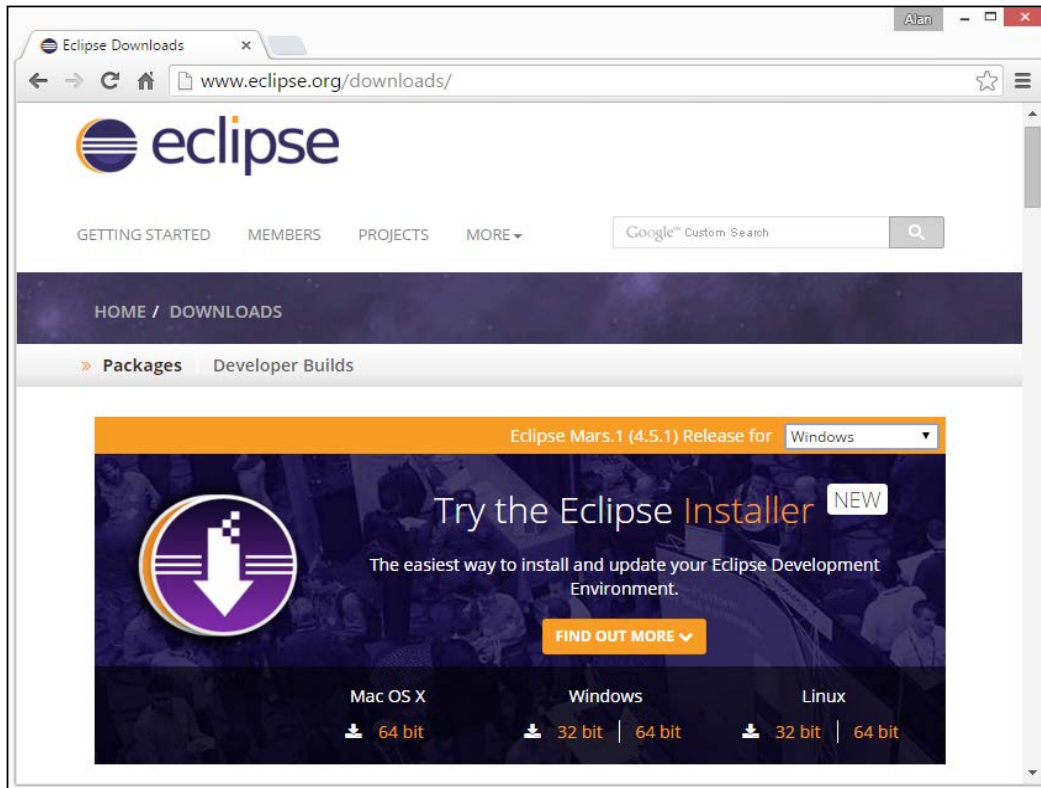 Alan
Eclipse Downloads
www.eclipse.org/downloads/
eclipse
GETTING STARTED MEMBERS PROJECTS MORE
Google™ Custom Search
HOME / DOWNLOADS
» Packages Developer Builds
Eclipse Mars.1 (4.5.1) Release for Windows
Try the Eclipse Installer NEW
The easiest way to install and update your Eclipse Development
Environment.
FIND OUT MORE
Mac OS X Windows Linux
64 bit 32 bit 64 bit 32 bit 64 bit